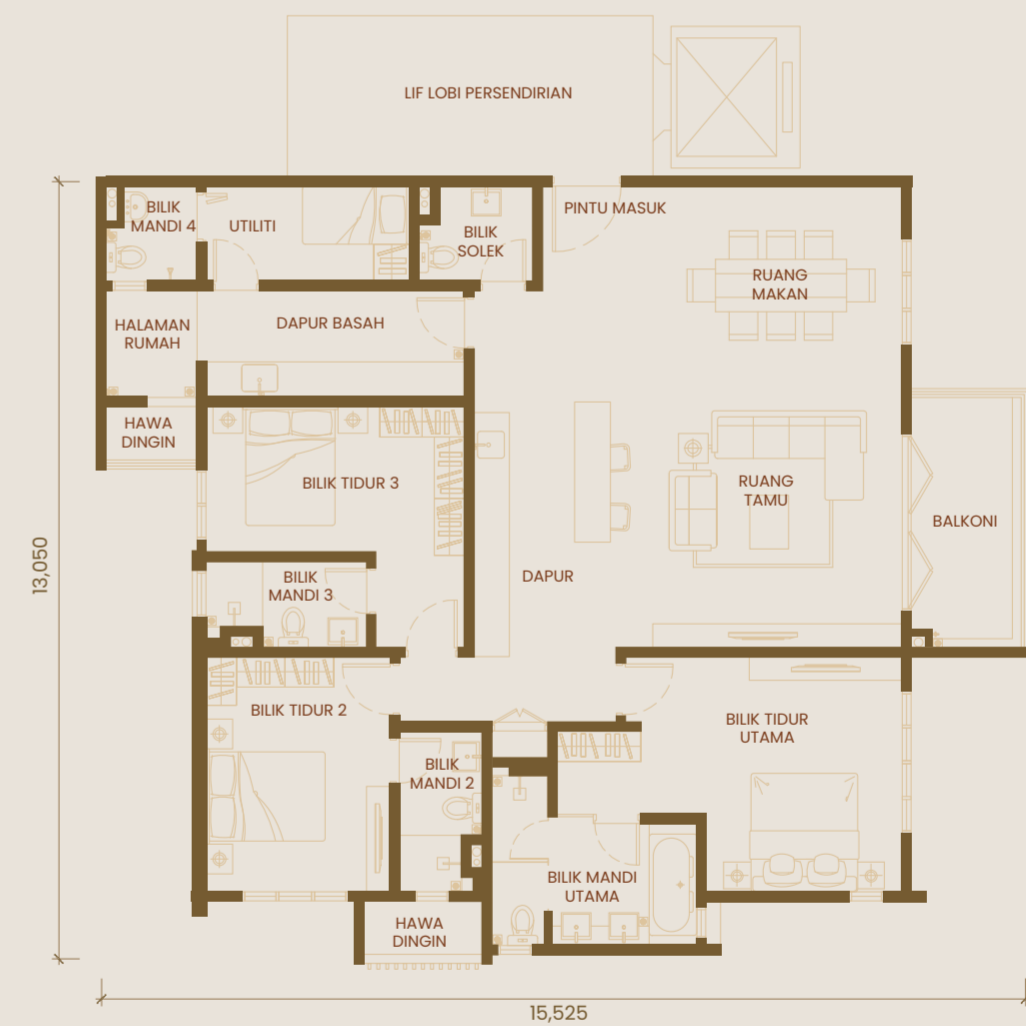 LIF LOBI PERSENDIRIAN
BILIK
MANDI 4
UTILITI
BILIK
SOLEK
PINTU MASUK
RUANG
MAKAN
HALAMAN
RUMAH
DAPUR BASAH
HAWA
DINGIN
BILIK TIDUR 3
RUANG
TAMU
BALKONI
13,050
BILIK
MANDI 3
DAPUR
BILIK TIDUR 2
BILIK TIDUR
UTAMA
BILIK
MANDI 2
BILIK MANDI
UTAMA
HAWA
DINGIN
15,525